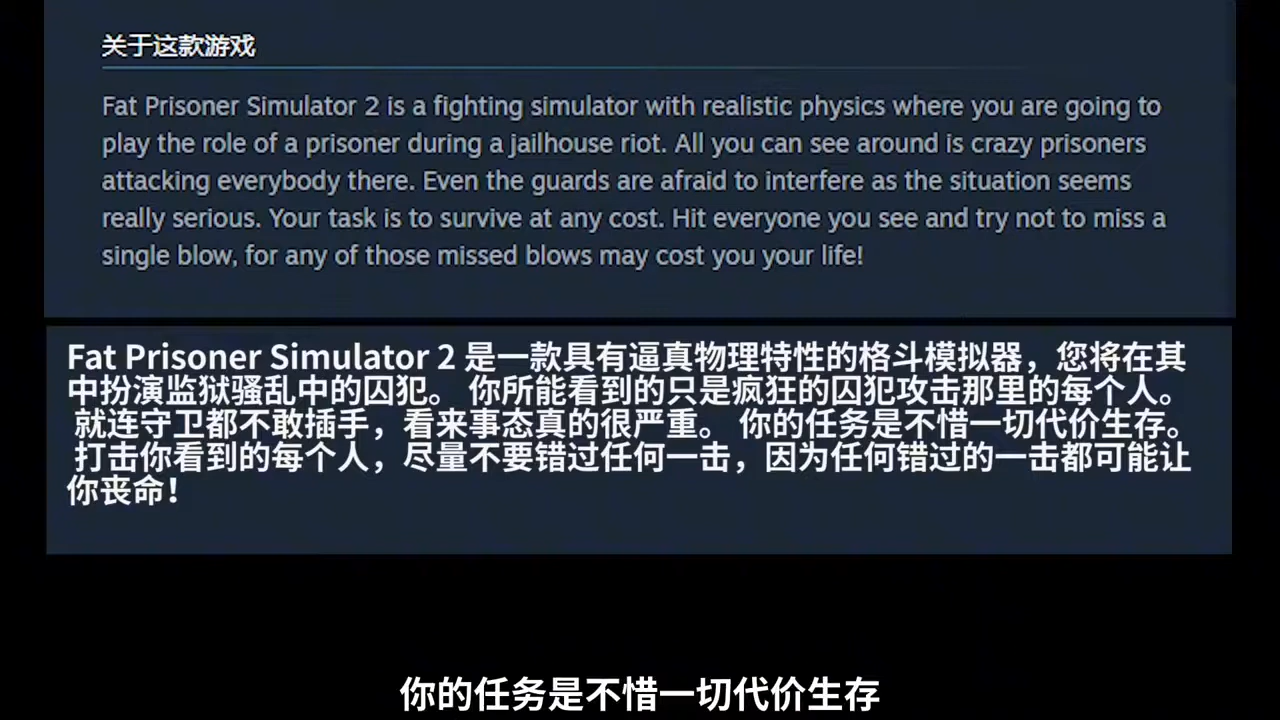 关于这款游戏
Fat Prisoner Simulator 2 is a fighting simulator with realistic physics where you are going to
play the role of a prisoner during a jailhouse riot. All you can see around is crazy prisoners
attacking everybody there. Even the guards are afraid to interfere as the situation seems
really serious. Your task is to survive at any cost. Hit everyone you see and try not to miss a
single blow, for any of those missed blows may cost you your life!
Fat Prisoner Simulator 2 是一款具有逼真物理特性的格斗模拟器，您将在其
中扮演监狱骚乱中的囚犯。 你所能看到的只是疯狂的囚犯攻击那里的每个人。
就连守卫都不敢插手，看来事态真的很严重。 你的任务是不惜一切代价生存。
打击你看到的每个人，尽量不要错过任何一击，因为任何错过的一击都可能让
你丧命！
你的任务是不惜一切代价生存